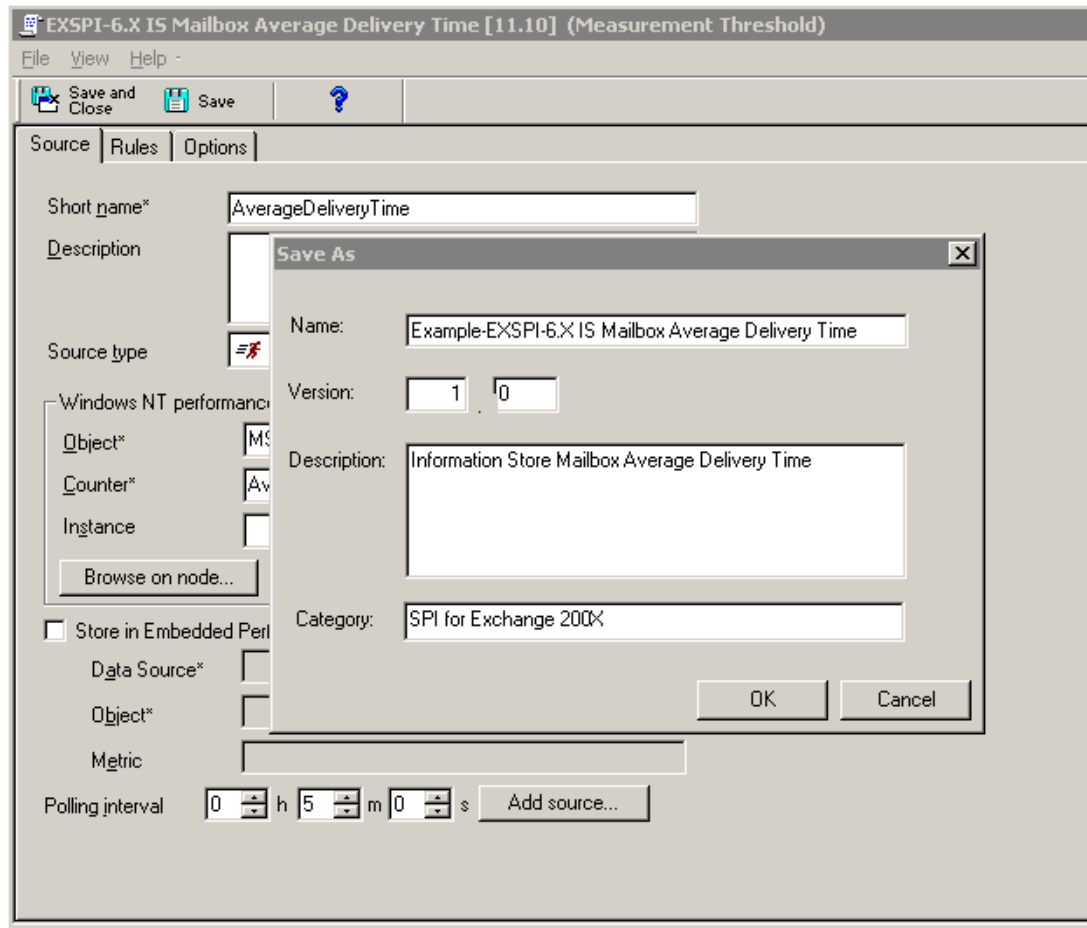 EXSPI-6.X IS Mailbox Average Delivery Time [11.10] (Measurement Threshold)
File View Help
Save and Close Save ?
Source Rules Options
Short name* AverageDeliveryTime
Description
Save As
Name: Example-EXSPI-6.X IS Mailbox Average Delivery Time
Source type
Version: 1 . 0
Windows NT performanc
Object* MS
Description: Information Store Mailbox Average Delivery Time
Counter* Av
Instance
Browse on node...
Category: SPI for Exchange 200X
Store in Embedded Per
Data Source*
OK Cancel
Object*
Metric
Polling interval 0 h 5 m 0 s Add source...